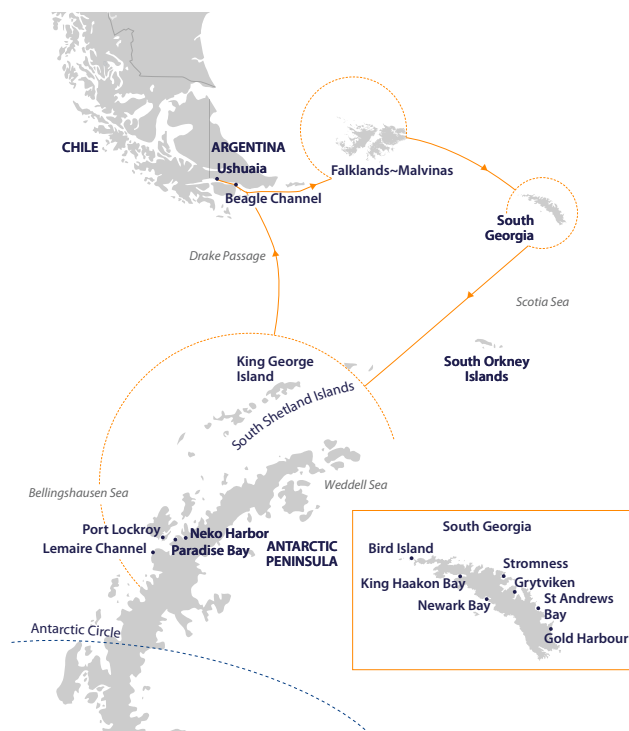 CHILE
ARGENTINA
Ushuaia
Beagle Channel
Falklands~Malvinas
South
Georgia
Drake Passage
Scotia Sea
King George
Island
South Shetland Islands
South Orkney
Islands
Bellingshausen Sea
Weddell Sea
Port Lockroy
Neko Harbor
Lemaire Channel
Paradise Bay
ANTARCTIC
PENINSULA
Antarctic Circle
South Georgia
Bird Island
Stromness
King Haakon Bay
Grytviken
Newark Bay
St Andrews
Bay
Gold Harbour